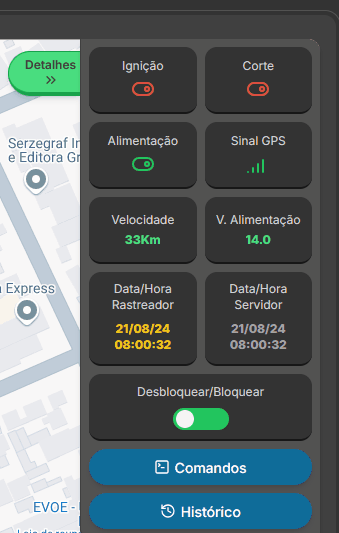 Detalhes
Serzegraf In
e Editora Gr
Express
EVOE -
Ignição
Corte
Alimentação
Sinal GPS
Velocidade
33Km
V. Alimentação
14.0
Data/Hora
Rastreador
21/08/24
08:00:32
Data/Hora
Servidor
21/08/24
08:00:32
Desbloquear/Bloquear
Comandos
Histórico